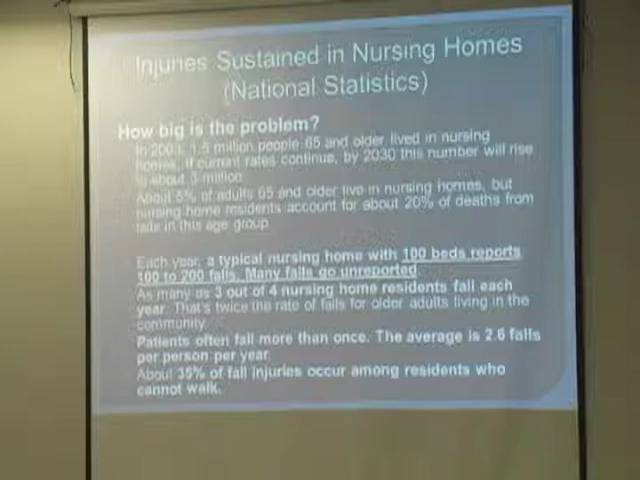 Injuries Sustained in Nursing Homes
(National Statistics)
How big is the problem?
In 2003, 1.5 million people 65 and older lived in nursing
homes. If current rates continue, by 2030 this number will rise
to about 3 million
About 5% of adults 65 and older live in nursing homes, but
nursing home residents account for about 20% of deaths from
falls in this age group
Each year, a typical nursing home with 100 beds reports
100 to 200 falls. Many falls go unreported.
As many as 3 out of 4 nursing home residents fall each
year. That's twice the rate of falls for older adults living in the
community.
Patients often fall more than once. The average is 2.6 falls
per person per year.
About 35% of fall injuries occur among residents who
cannot walk.